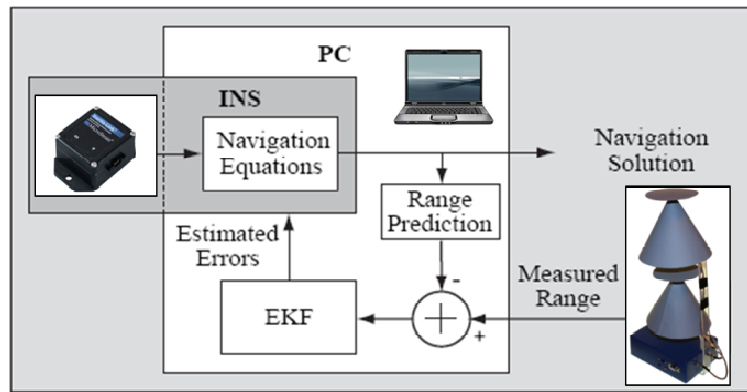 PC
INS
Navigation
Equations
Navigation
Solution
Range
Prediction
Estimated
Errors
-
Measured
Range
EKF
+